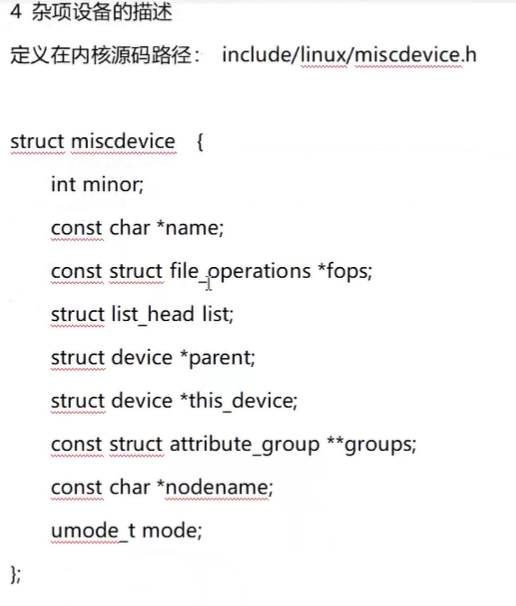 4 杂项设备的描述
定义在内核源码路径： include/linux/miscdevice.h
struct miscdevice {
int minor;
const char *name;
const struct file_operations *fops;
struct list_head list;
struct device *parent;
struct device *this_device;
const struct attribute_group **groups;
const char *nodename;
umode_t mode;
};